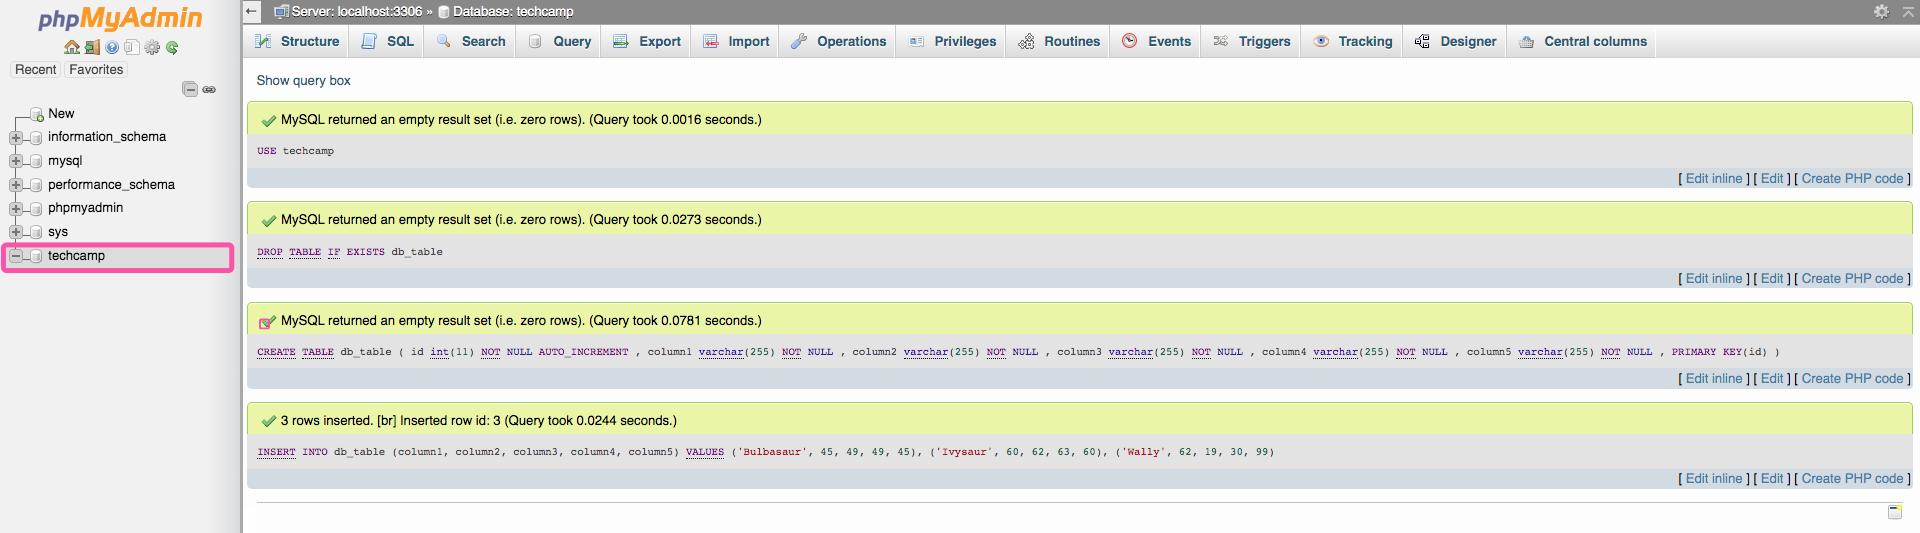 phpMyAdmin
Recent Favorites
New
information_schema
mysql
performance_schema
phpmyadmin
sys
techcamp
Server: localhost:3306 » Database: techcamp
Structure SQL Search Query Export Import Operations Privileges Routines Events Triggers Tracking Designer Central columns
Show query box
MySQL returned an empty result set (i.e. zero rows). (Query took 0.0016 seconds.)
USE techcamp
[ Edit inline ] [ Edit ] [ Create PHP code ]
MySQL returned an empty result set (i.e. zero rows). (Query took 0.0273 seconds.)
DROP TABLE IF EXISTS db_table
[ Edit inline ] [ Edit ] [ Create PHP code ]
MySQL returned an empty result set (i.e. zero rows). (Query took 0.0781 seconds.)
CREATE TABLE db_table ( id int(11) NOT NULL AUTO_INCREMENT , column1 varchar(255) NOT NULL , column2 varchar(255) NOT NULL , column3 varchar(255) NOT NULL , column4 varchar(255) NOT NULL , column5 varchar(255) NOT NULL , PRIMARY KEY(id) )
[ Edit inline ] [ Edit ] [ Create PHP code ]
3 rows inserted. [br] Inserted row id: 3 (Query took 0.0244 seconds.)
INSERT INTO db_table (column1, column2, column3, column4, column5) VALUES ('Bulbasaur', 45, 49, 49, 45), ('Ivysaur', 60, 62, 63, 60), ('Wally', 62, 19, 30, 99)
[ Edit inline ] [ Edit ] [ Create PHP code ]